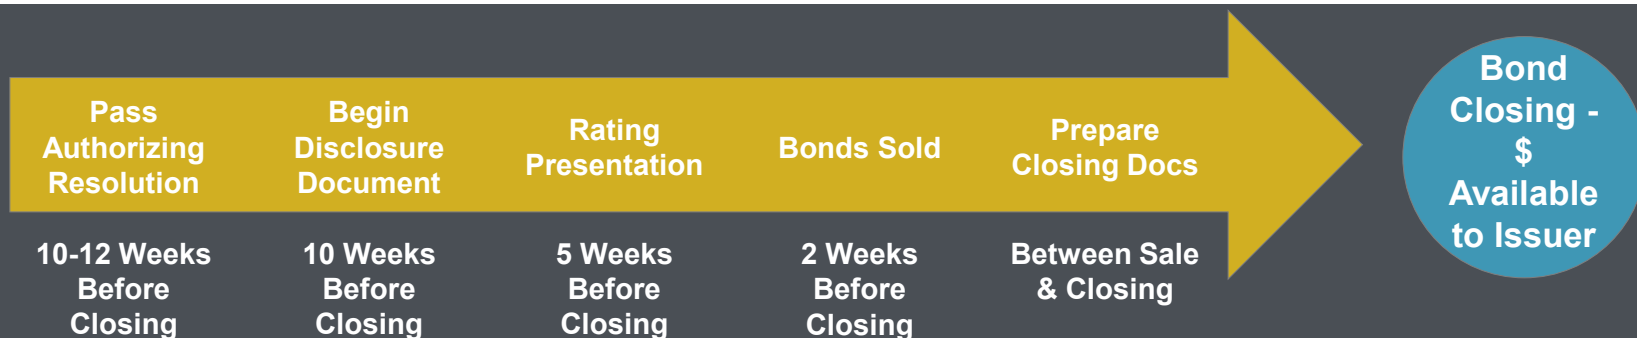 Pass
Authorizing
Resolution
Begin
Disclosure
Document
Rating
Presentation
Bonds Sold
Prepare
Closing Docs
Bond
Closing -
$
Available
to Issuer
10-12 Weeks
Before
Closing
10 Weeks
Before
Closing
5 Weeks
Before
Closing
2 Weeks
Before
Closing
Between Sale
& Closing